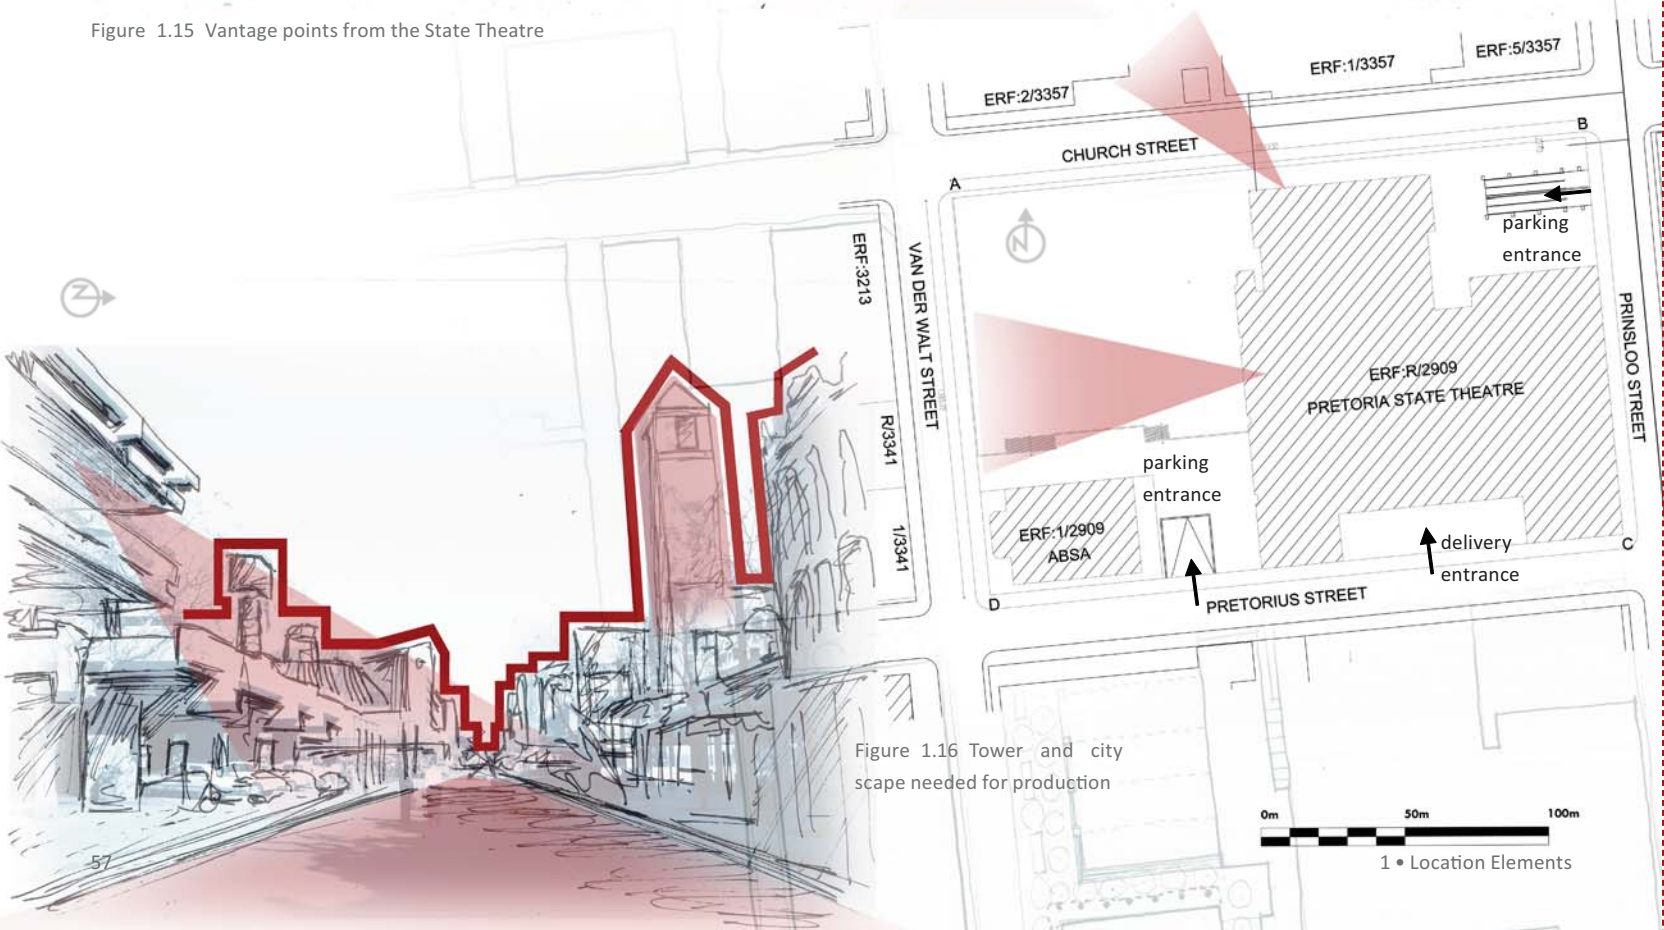 Figure 1.15 Vantage points from the State Theatre
ERF:5/3357
ERF:1/3357
ERF:2/3357
CHURCH STREET
B
A
parking
entrance
N
ERF:3213
VAN DER WALT STREET
N
PRINSLOO STREET
ERF:R/2909
PRETORIA STATE THEATRE
R/3341
parking
entrance
1/3341
ERF:1/2909
ABSA
delivery
entrance
C
D
PRETORIUS STREET
Figure 1.16 Tower and city
scape needed for production
0m 50m 100m
57
1 • Location Elements